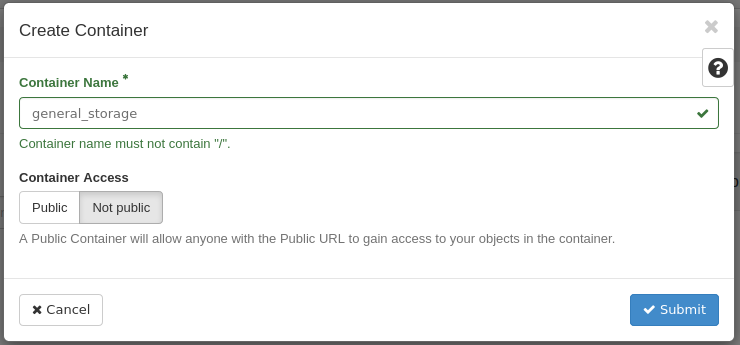 Create Container
Container Name *
general_storage
Container name must not contain "/".
Container Access
Public Not public
A Public Container will allow anyone with the Public URL to gain access to your objects in the container.
Cancel Submit